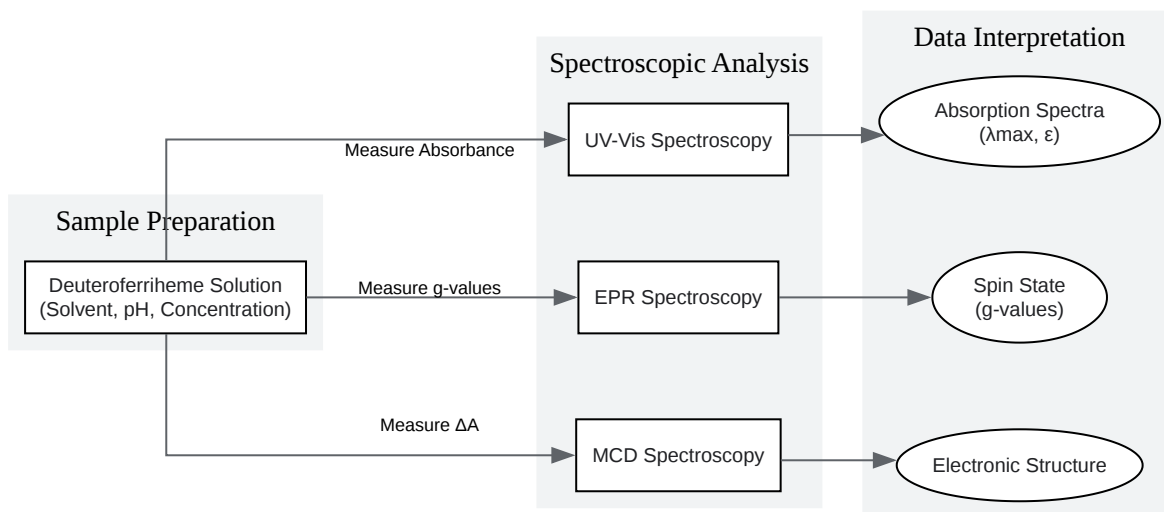 Sample Preparation
Deuteroferriheme Solution
(Solvent, pH, Concentration)
Measure Absorbance
Measure g-values
Measure ΔA
Spectroscopic Analysis
UV-Vis Spectroscopy
EPR Spectroscopy
MCD Spectroscopy
Data Interpretation
Absorption Spectra
(λmax, ε)
Spin State
(g-values)
Electronic Structure